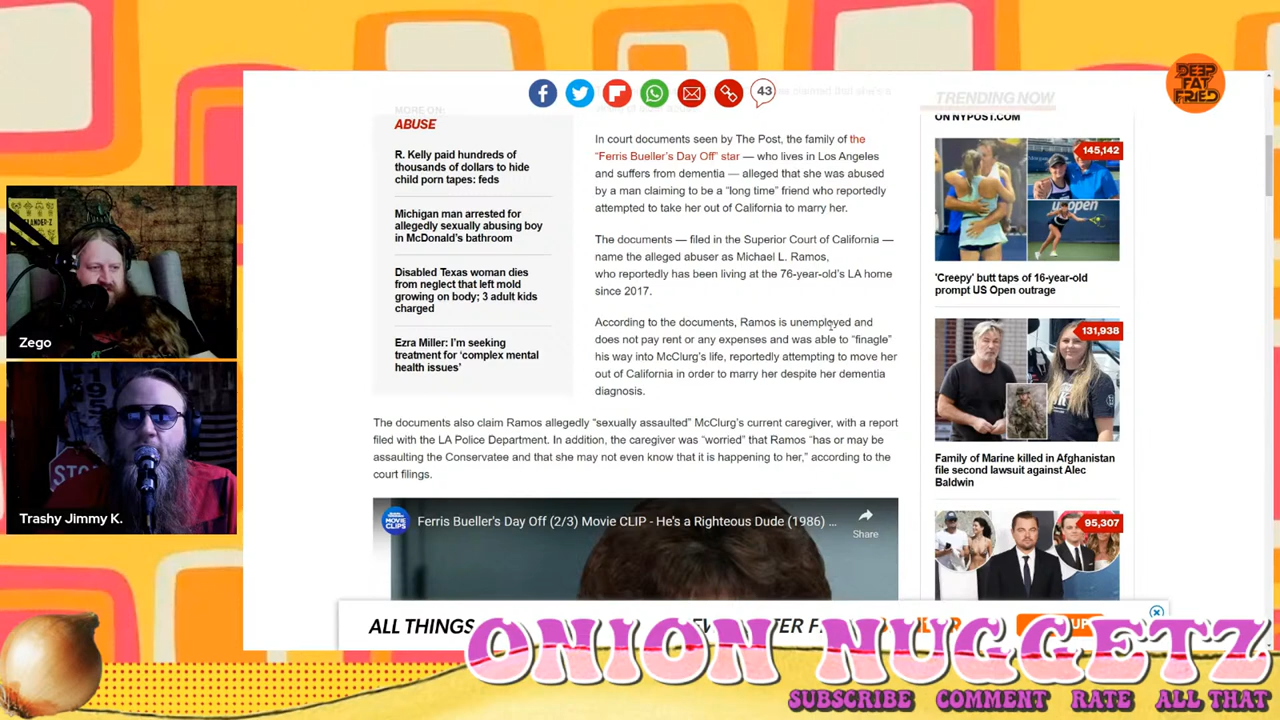 DEEP
FAT
FRIED
43
MORE ON:
ABUSE
R. Kelly paid hundreds of
thousands of dollars to hide
child porn tapes: feds
Michigan man arrested for
allegedly sexually abusing boy
in McDonald's bathroom
Disabled Texas woman dies
from neglect that left mold
growing on body; 3 adult kids
charged
Ezra Miller: I'm seeking
treatment for ‘complex mental
health issues’
claimed that she's a
In court documents seen by The Post, the family of the
“Ferris Bueller's Day Off” star — who lives in Los Angeles
and suffers from dementia — alleged that she was abused
by a man claiming to be a “long time” friend who reportedly
attempted to take her out of California to marry her.
The documents — filed in the Superior Court of California —
name the alleged abuser as Michael L. Ramos,
who reportedly has been living at the 76-year-old's LA home
since 2017.
According to the documents, Ramos is unemployed and
does not pay rent or any expenses and was able to “finagle”
his way into McClurg's life, reportedly attempting to move her
out of California in order to marry her despite her dementia
diagnosis.
The documents also claim Ramos allegedly “sexually assaulted” McClurg's current caregiver, with a report
filed with the LA Police Department. In addition, the caregiver was “worried” that Ramos “has or may be
assaulting the Conservatee and that she may not even know that it is happening to her,” according to the
court filings.
MOVIE
CLIPS
Ferris Bueller's Day Off (2/3) Movie CLIP - He's a Righteous Dude (1986) ...
Share
TRENDING NOW
ON NYPOST.COM
145,142
open
'Creepy' butt taps of 16-year-old
prompt US Open outrage
131,938
Family of Marine killed in Afghanistan
file second lawsuit against Alec
Baldwin
95,307
Zego
STOP
Trashy Jimmy K.
ALL THINGS
ONION NUGGETZ
SUBSCRIBE COMMENT RATE ALL THAT